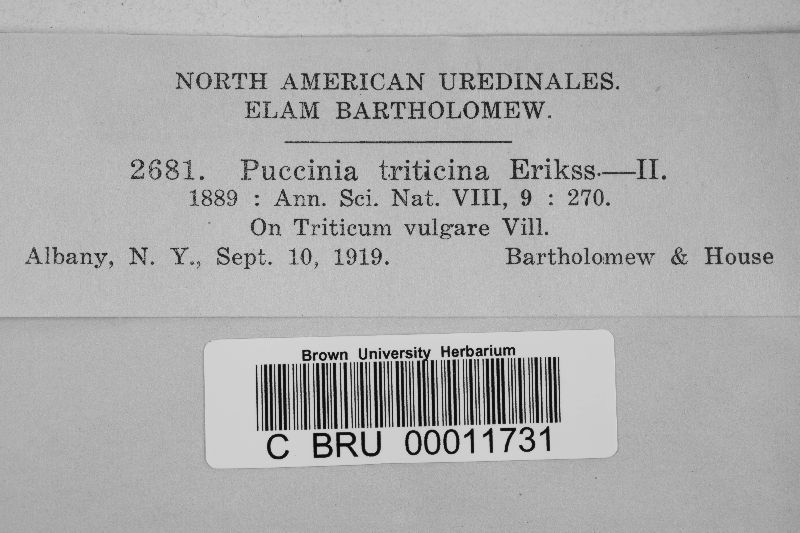 NORTH AMERICAN UREDINALES.
ELAM BARTHOLOMEW.
2681. Puccinia triticina Erikss.—II.
1889 : Ann. Sci. Nat. VIII, 9 : 270.
On Triticum vulgare Vill.
Albany, N. Y., Sept. 10, 1919. Bartholomew & House
Brown University Herbarium
C BRU 00011731